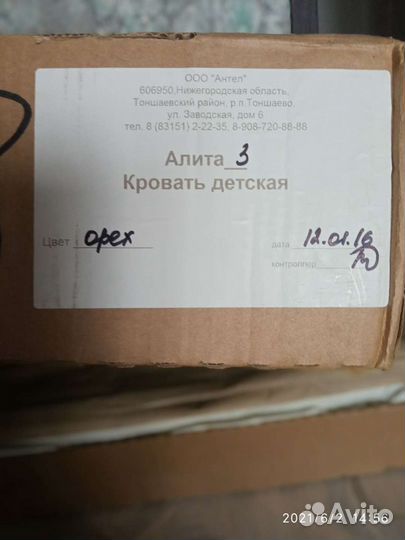 ООО "Антел"
606950,Нижегородская область,
Тоншаевский район, р.п.Тоншаево,
ул. Заводская, дом 6
тел. 8 (83151) 2-22-35, 8-908-720-88-88
Алита 3
Кровать детская
Цвет орех
дата 12.01.16
контроллер
2021/6/2 14:56
Avito